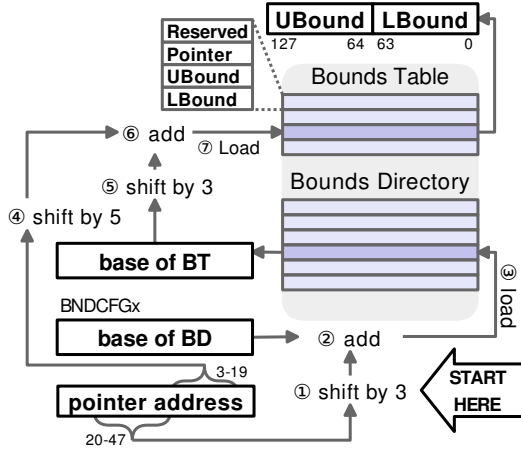 UBound LBound
127 64 63 0
Reserved
Pointer
UBound
LBound
Bounds Table
⑥ add
⑦ Load
⑤ shift by 3
Bounds Directory
④ shift by 5
base of BT
③ load
BNDCFGx
base of BD
② add
3-19
pointer address
① shift by 3
START
HERE
20-47